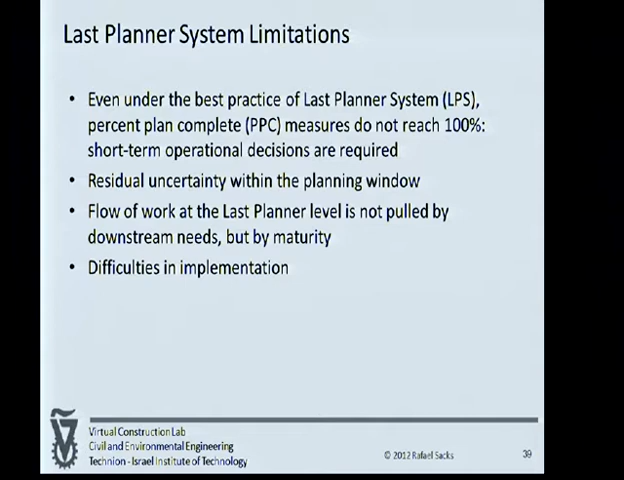 Last Planner System Limitations
• Even under the best practice of Last Planner System (LPS),
percent plan complete (PPC) measures do not reach 100%:
short-term operational decisions are required
• Residual uncertainty within the planning window
• Flow of work at the Last Planner level is not pulled by
downstream needs, but by maturity
• Difficulties in implementation
Virtual Construction Lab
Civil and Environmental Engineering
Technion - Israel Institute of Technology
© 2012 Rafael Sacks
39